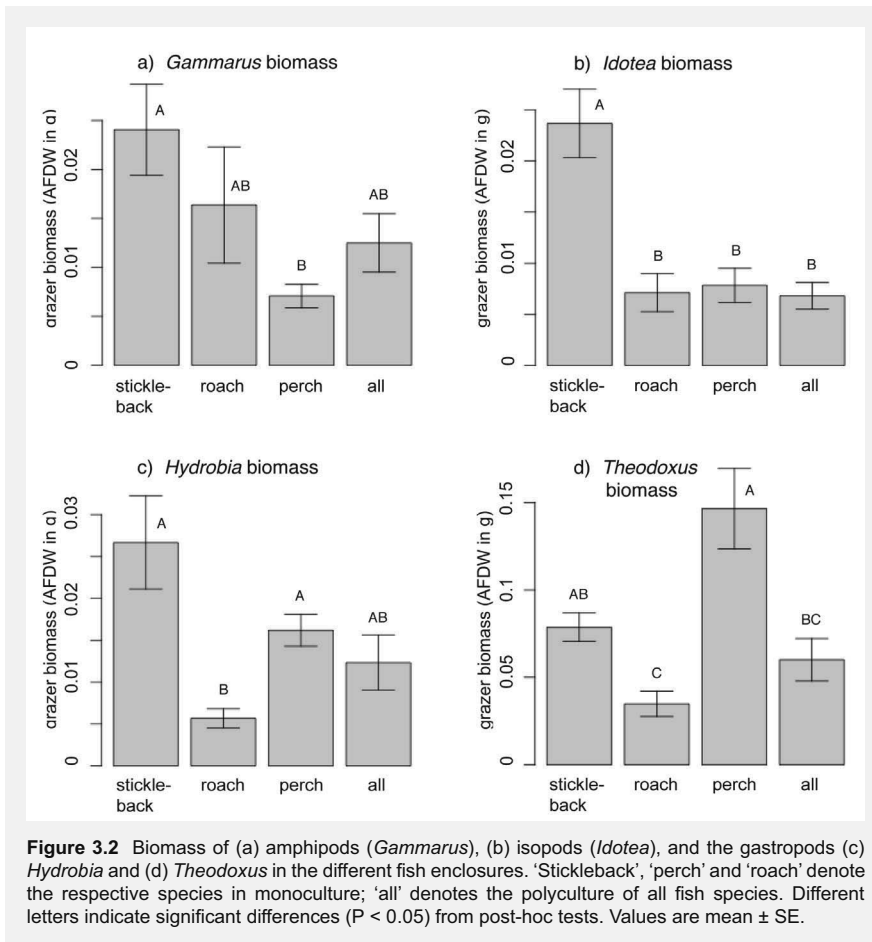 a) Gammarus biomass
grazer biomass (AFDW in g)
0
0.01
0.02
A
AB
B
AB
stickle-
back
roach
perch
all
b) Idotea biomass
grazer biomass (AFDW in g)
0
0.01
0.02
A
B
B
B
stickle-
back
roach
perch
all
c) Hydrobia biomass
grazer biomass (AFDW in g)
0
0.01
0.02
0.03
A
B
A
AB
stickle-
back
roach
perch
all
d) Theodoxus
biomass
grazer biomass (AFDW in g)
0
0.05
0.1
0.15
AB
C
A
BC
stickle-
back
roach
perch
all
Figure 3.2 Biomass of (a) amphipods (Gammarus), (b) isopods (Idotea), and the gastropods (c)
Hydrobia and (d) Theodoxus in the different fish enclosures. ‘Stickleback’, ‘perch’ and ‘roach’ denote
the respective species in monoculture; ‘all’ denotes the polyculture of all fish species. Different
letters indicate significant differences (P < 0.05) from post-hoc tests. Values are mean ± SE.